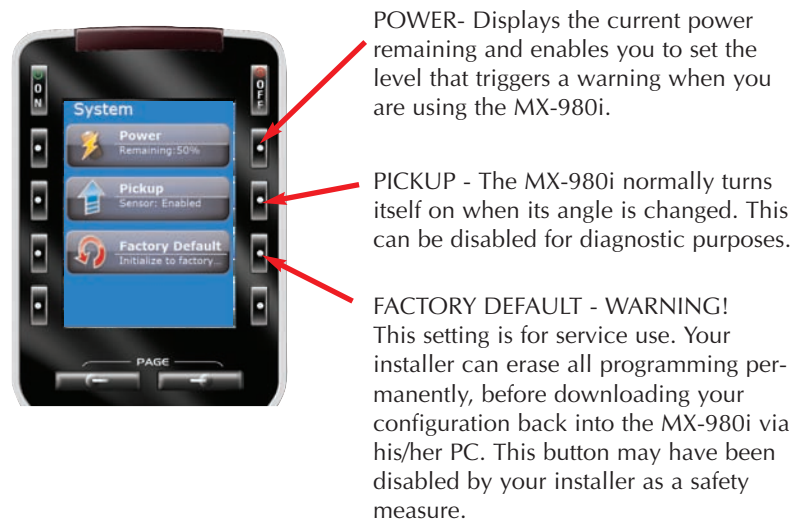 ON
OFF
System
Power
Remaining:50%
Pickup
Sensor: Enabled
Factory Default
Initialize to factory...
PAGE
POWER- Displays the current power
remaining and enables you to set the
level that triggers a warning when you
are using the MX-980i.
PICKUP - The MX-980i normally turns
itself on when its angle is changed. This
can be disabled for diagnostic purposes.
FACTORY DEFAULT - WARNING!
This setting is for service use. Your
installer can erase all programming per-
manently, before downloading your
configuration back into the MX-980i via
his/her PC. This button may have been
disabled by your installer as a safety
measure.